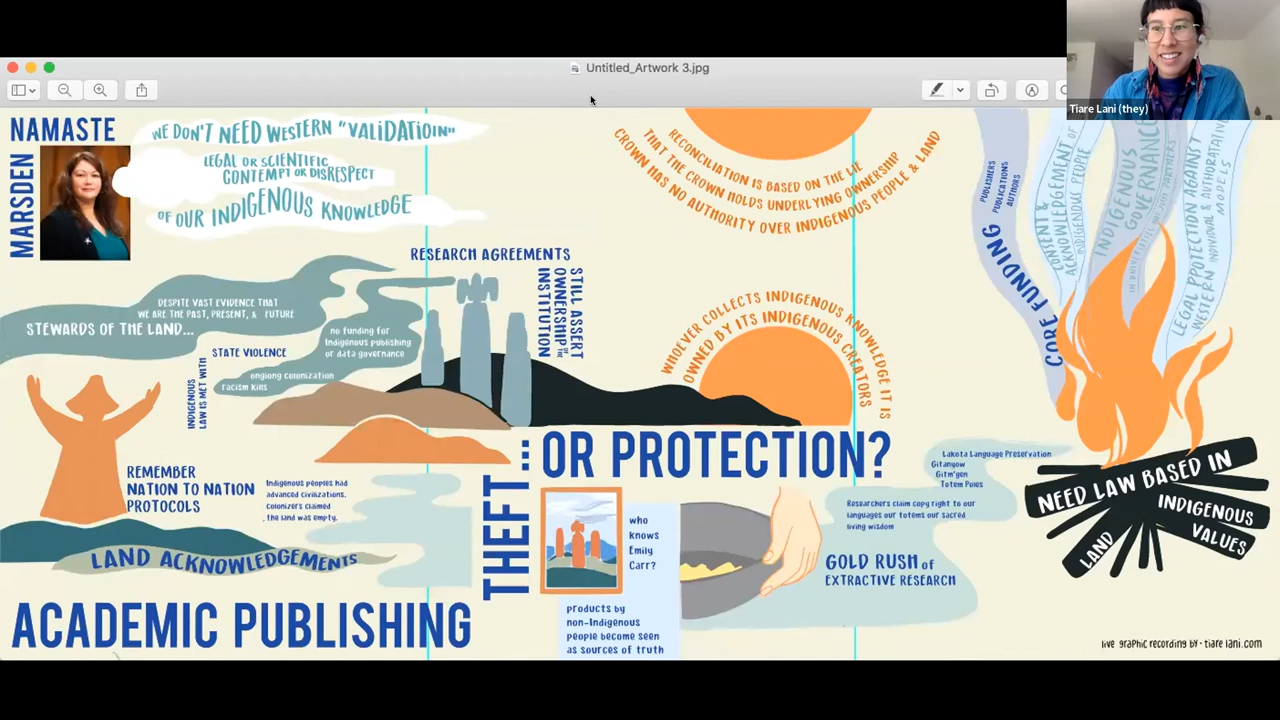 Untitled_Artwork 3.jpg
Tiare Lani (they)
NAMASTE
MARSDEN
WE DON'T NEED WESTERN "VALiDATiOiN"
LEGAL OR SCIENTIFIC
CONTEMPT OR DISRESPECT
OF OUR INDIGENOUS KNOWLEDGE
RECONCILIATION IS BASED ON THE LIE
THAT THE CROWN HOLDS UNDERLYING OWNERSHIP
CROWN HAS NO AUTHORITY OVER INDIGENOUS PEOPLE & LAND
RESEARCH AGREEMENTS
STILL ASSERT
OWNERSHIP OF THE
INSTITUTION
DESPITE VAST EVIDENCE THAT
WE ARE THE PAST, PRESENT, & FUTURE
STEWARDS OF THE LAND...
no funding for
Indigenous publishing
or data governance
STATE VIOLENCE
INDIGENOUS
LAW IS MET WITH
ongiong colonization
racism kills
WHOEVER COLLECTS INDIGENOUS KNOWLEDGE IT IS
OWNED BY ITS INDIGENOUS CREATORS
CORE FUNDING
PUBLISHERS
PUBLICATIONS
AUTHORS
CONSENT &
ACKNOWLEDGEMENT OF
INDIGENOUS PEOPLE
INDIGENOUS
GOVERNANCE
PARTNERS
LEGAL PPOTECTION AGAINST
WESTERN INDIVIDUAL & AUTHORATATIVE
MODELS
REMEMBER
NATION TO NATION
PROTOCOLS
Indigenous peoples had
advanced civilizations,
colonizers claimed
the land was empty.
LAND ACKNOWLEDGEMENTS
ACADEMIC PUBLISHING
THEFT ...
OR PROTECTION?
who
knows
Emily
Carr?
products by
non-Indigenous
people become seen
as sources of truth
Lakota Language Preservation
Gitanyow
Gitm'gen
Totem Poles
Researchers claim copy right to our
languages our totems our sacred
living wisdom
GOLD RUSH of
EXTRACTIVE RESEARCH
NEED LAW BASED IN
INDIGENOUS
VALUES
LAND
live graphic recording by - tiare lani.com